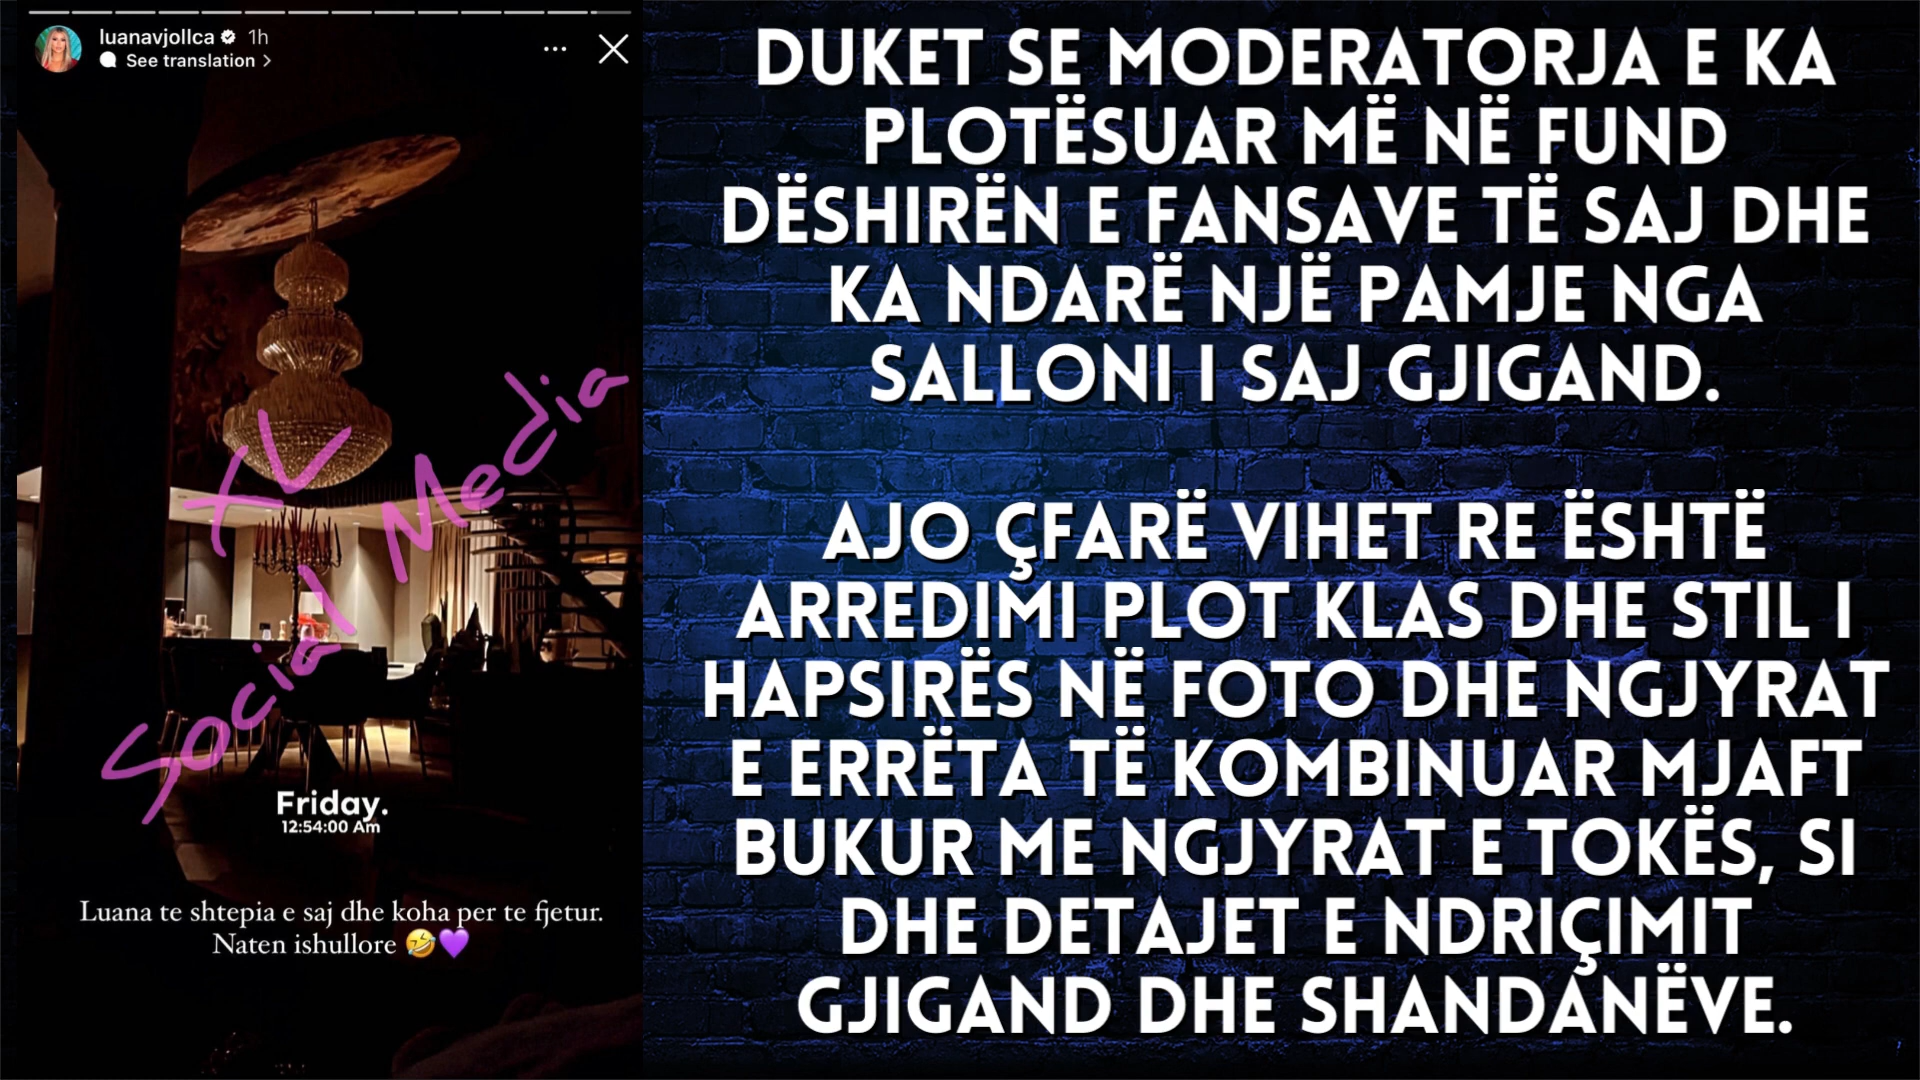 luanavjollca 1h
See translation >
XL
Social Media
Friday.
12:54:00 Am
Luana te shtepia e saj dhe koha per te fjetur.
Naten ishullore 🤣💜
DUKET SE MODERATORJA E KA
PLOTËSUAR MË NË FUND
DËSHIRËN E FANSAVE TË SAJ DHE
KA NDARË NJË PAMJE NGA
SALLONI I SAJ GJIGAND.
AJO ÇFARË VIHET RE ËSHTË
ARREDIMI PLOT KLAS DHE STIL I
HAPSIRËS NË FOTO DHE NGJYRAT
E ERRËTA TË KOMBINUAR MJAFT
BUKUR ME NGJYRAT E TOKËS, SI
DHE DETAJET E NDRIÇIMIT
GJIGAND DHE SHANDANËVE.